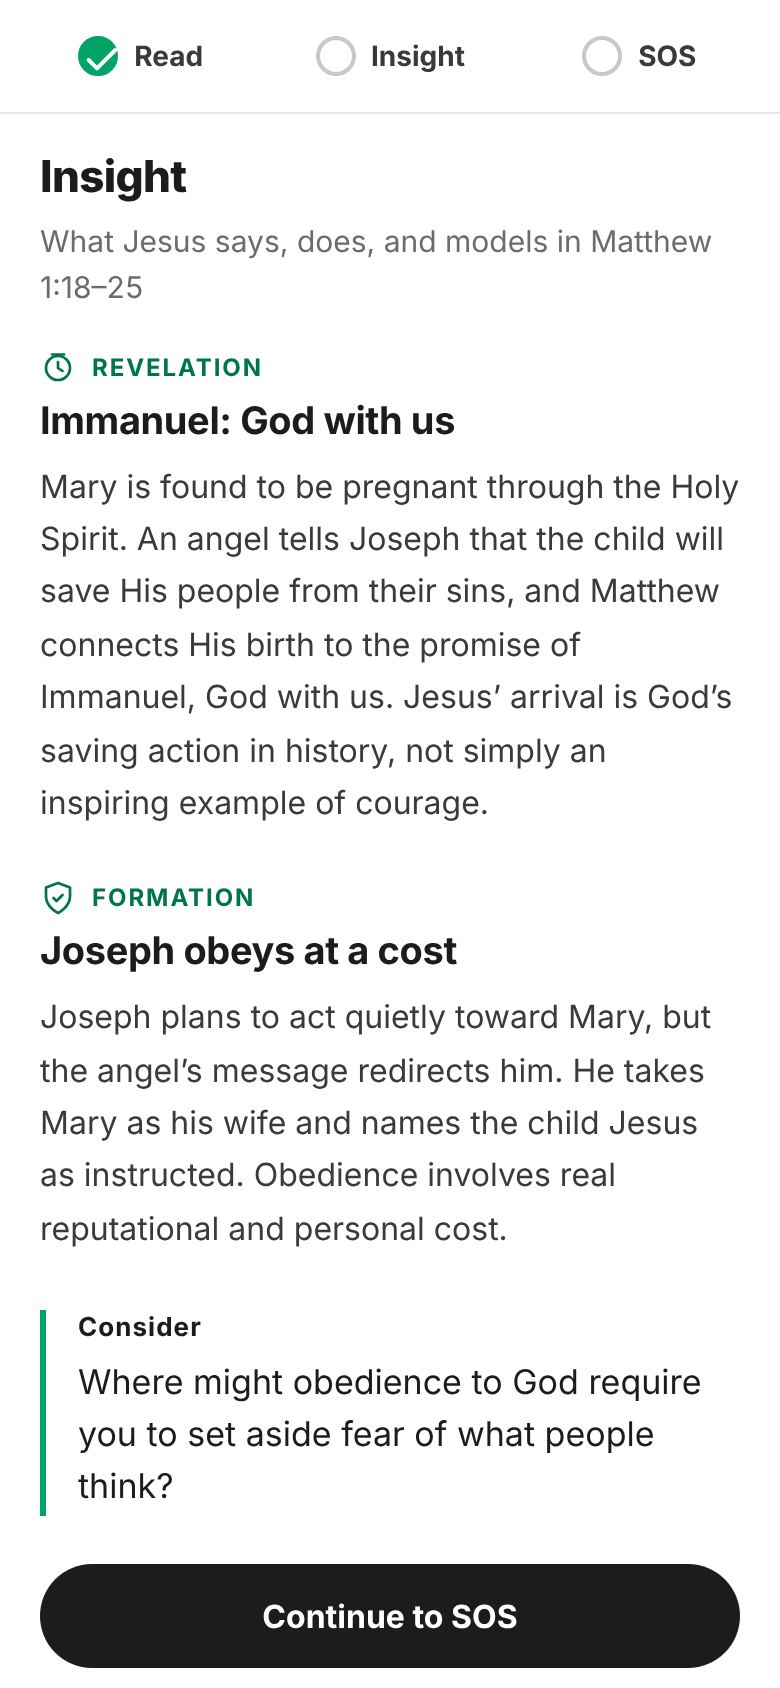 Read
Insight
SOS
Insight
What Jesus says, does, and models in Matthew
1:18–25
REVELATION
Immanuel: God with us
Mary is found to be pregnant through the Holy
Spirit. An angel tells Joseph that the child will
save His people from their sins, and Matthew
connects His birth to the promise of
Immanuel, God with us. Jesus’ arrival is God’s
saving action in history, not simply an
inspiring example of courage.
FORMATION
Joseph obeys at a cost
Joseph plans to act quietly toward Mary, but
the angel’s message redirects him. He takes
Mary as his wife and names the child Jesus
as instructed. Obedience involves real
reputational and personal cost.
Consider
Where might obedience to God require
you to set aside fear of what people
think?
Continue to SOS